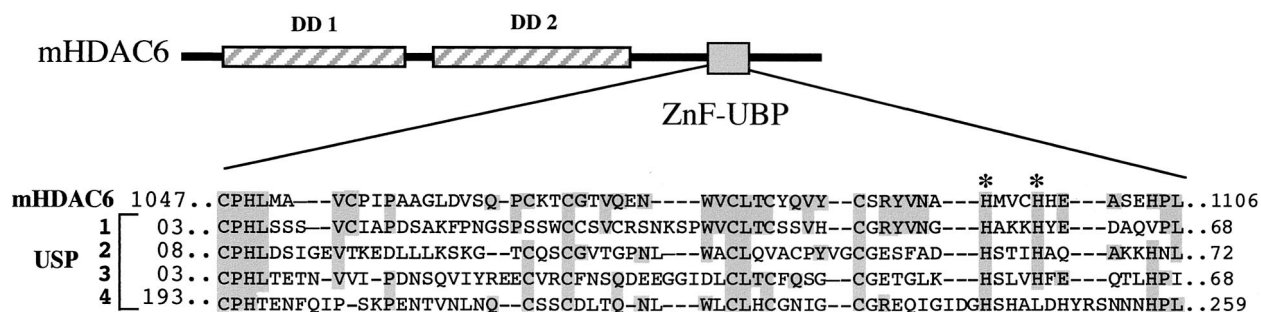 DD 1 DD 2
mHDAC6
ZnF-UBP
* *
mHDAC6 1047..CPHLMA---VCPIPAAGLDVSQ-PCKTCGTVQEN----WVCLTCYQVY--CSRYVNA---HMVCHHE---ASEHPL..1106
USP
1 03..CPHLSSS--VCIAPDSAKFPNGSPSSWCCSVCRSNKSPWVCLTCSSVH--CGRYVNG---HAKKHYE---DAQVPL..68
2 08..CPHLDSIGEVTKEDLLLKSKG--TCQSCGVTGPNL---WACLQVACPYVGCGESFAD---HSTIHAQ---AKKHNL..72
3 03..CPHLTETN-VVI-PDNSQVIYREECVRCFNSQDEEGGIDLCLTCFQSG--CGETGLK---HSLVHFE---QTLHPI..68
4 193..CPHTENFQIP-SKPENTVNLNQ--CSSCDLTQ-NL---WLCLHCGNIG--CGREQIGIDGHSHALDHYRSNNNHPL..259